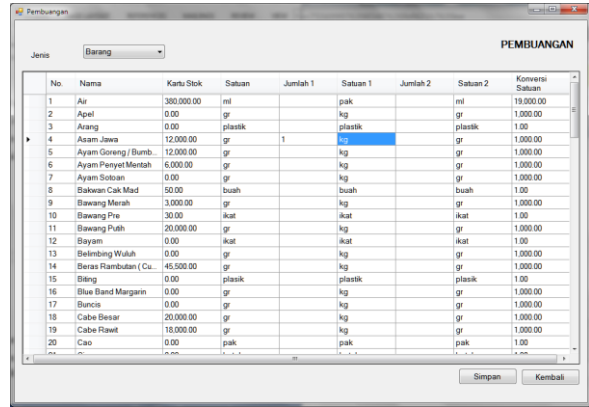 Pembuangan
PEMBUANGAN
Jenis Barang
No. Nama Kartu Stok Satuan Jumlah 1 Satuan 1 Jumlah 2 Satuan 2 Konversi Satuan
1 Air 380,000.00 ml pak ml 19,000.00
2 Apel 0.00 gr kg gr 1,000.00
3 Arang 0.00 plastik plastik plastik 1.00
4 Asam Jawa 12,000.00 gr 1 kg gr 1,000.00
5 Ayam Goreng / Bumb... 12,000.00 gr kg gr 1,000.00
6 Ayam Penyet Mentah 6,000.00 gr kg gr 1,000.00
7 Ayam Sotoan 0.00 gr kg gr 1,000.00
8 Bakwan Cak Mad 50.00 buah buah buah 1.00
9 Bawang Merah 3,000.00 gr kg gr 1,000.00
10 Bawang Pre 30.00 ikat ikat ikat 1.00
11 Bawang Putih 20,000.00 gr kg gr 1,000.00
12 Bayam 0.00 ikat ikat ikat 1.00
13 Belimbing Wuluh 0.00 gr kg gr 1,000.00
14 Beras Rambutan ( Cu... 45,500.00 gr kg gr 1,000.00
15 Biting 0.00 plasik plastik plasik 1.00
16 Blue Band Margarin 0.00 gr kg gr 1,000.00
17 Buncis 0.00 gr kg gr 1,000.00
18 Cabe Besar 20,000.00 gr kg gr 1,000.00
19 Cabe Rawit 18,000.00 gr kg gr 1,000.00
20 Cao 0.00 pak pak pak 1.00
Simpan Kembali